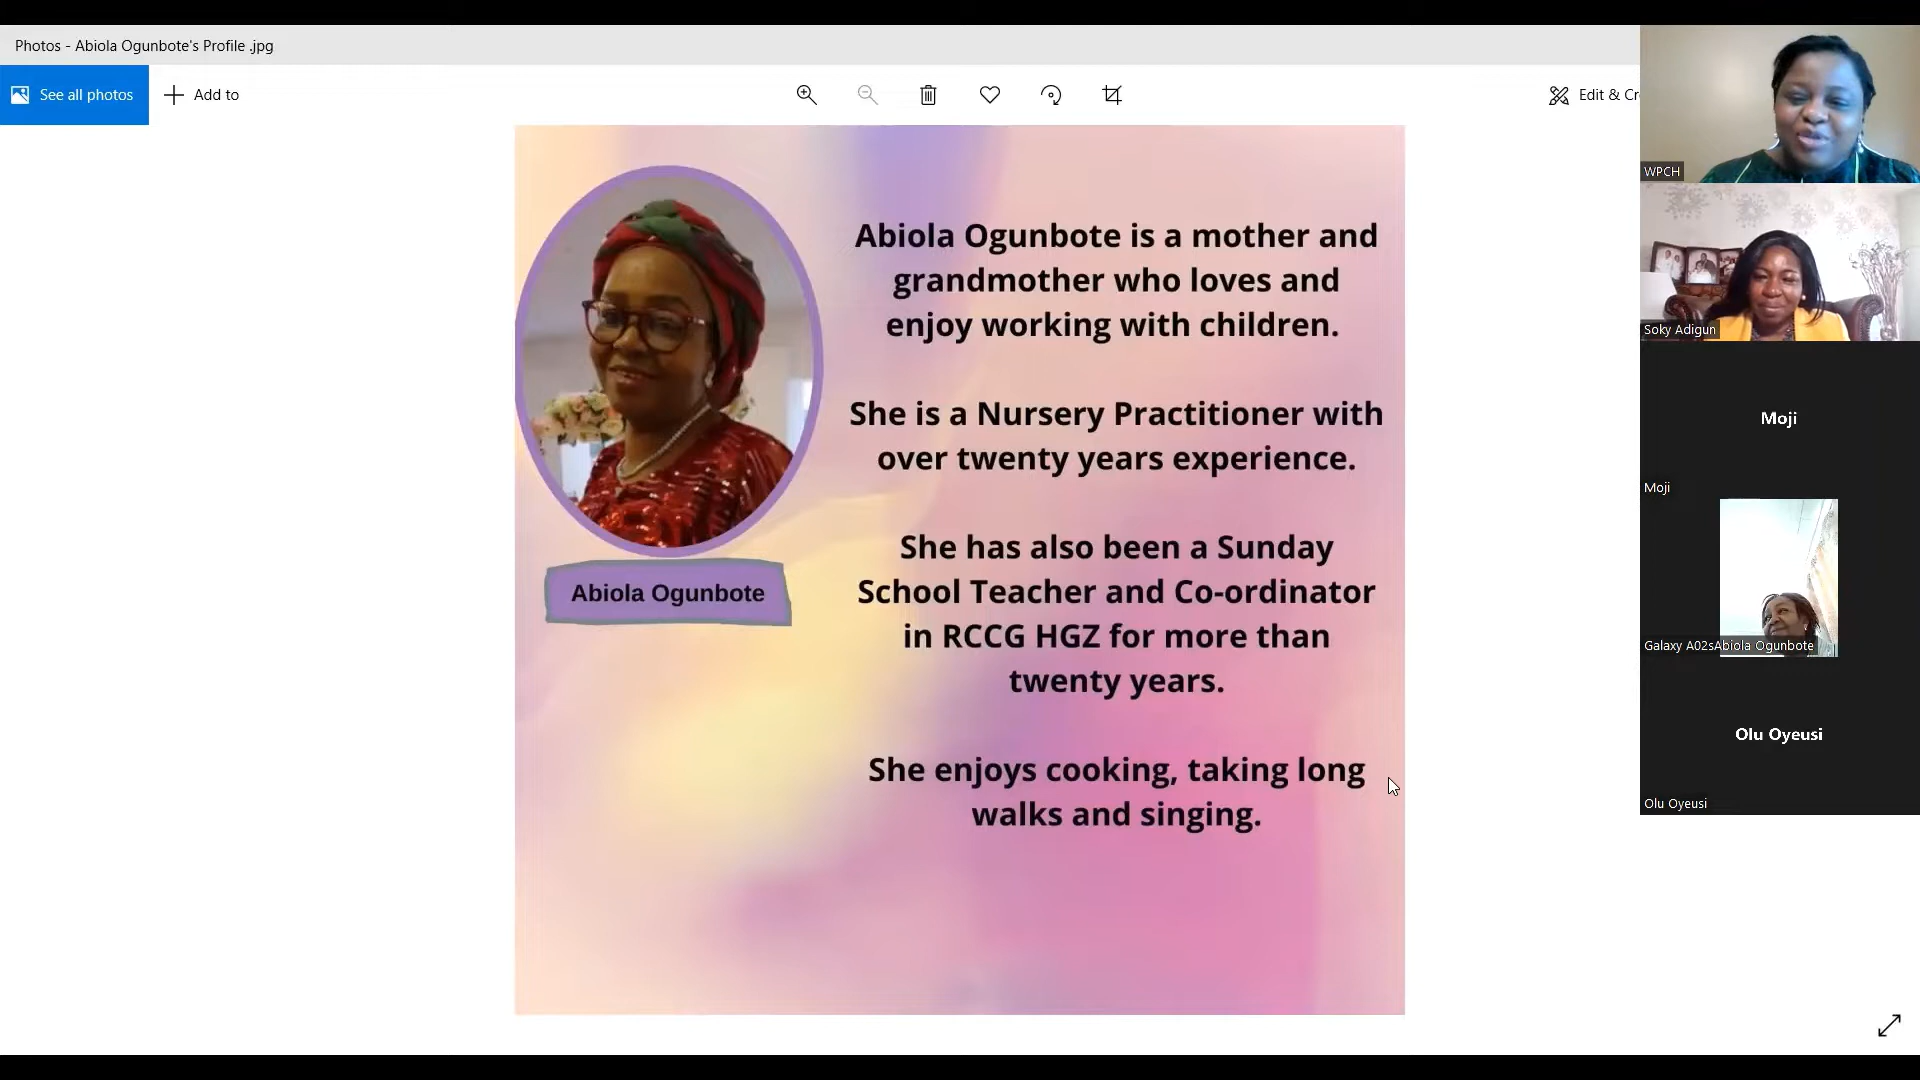 Photos - Abiola Ogunbote's Profile .jpg
See all photos
Add to
Edit & Cr
Abiola Ogunbote is a mother and
grandmother who loves and
enjoy working with children.
She is a Nursery Practitioner with
over twenty years experience.
She has also been a Sunday
School Teacher and Co-ordinator
in RCCG HGZ for more than
twenty years.
She enjoys cooking, taking long
walks and singing.
Abiola Ogunbote
WPCH
Soky Adigun
Moji
Moji
Galaxy A02sAbiola Ogunbote
Olu Oyeusi
Olu Oyeusi